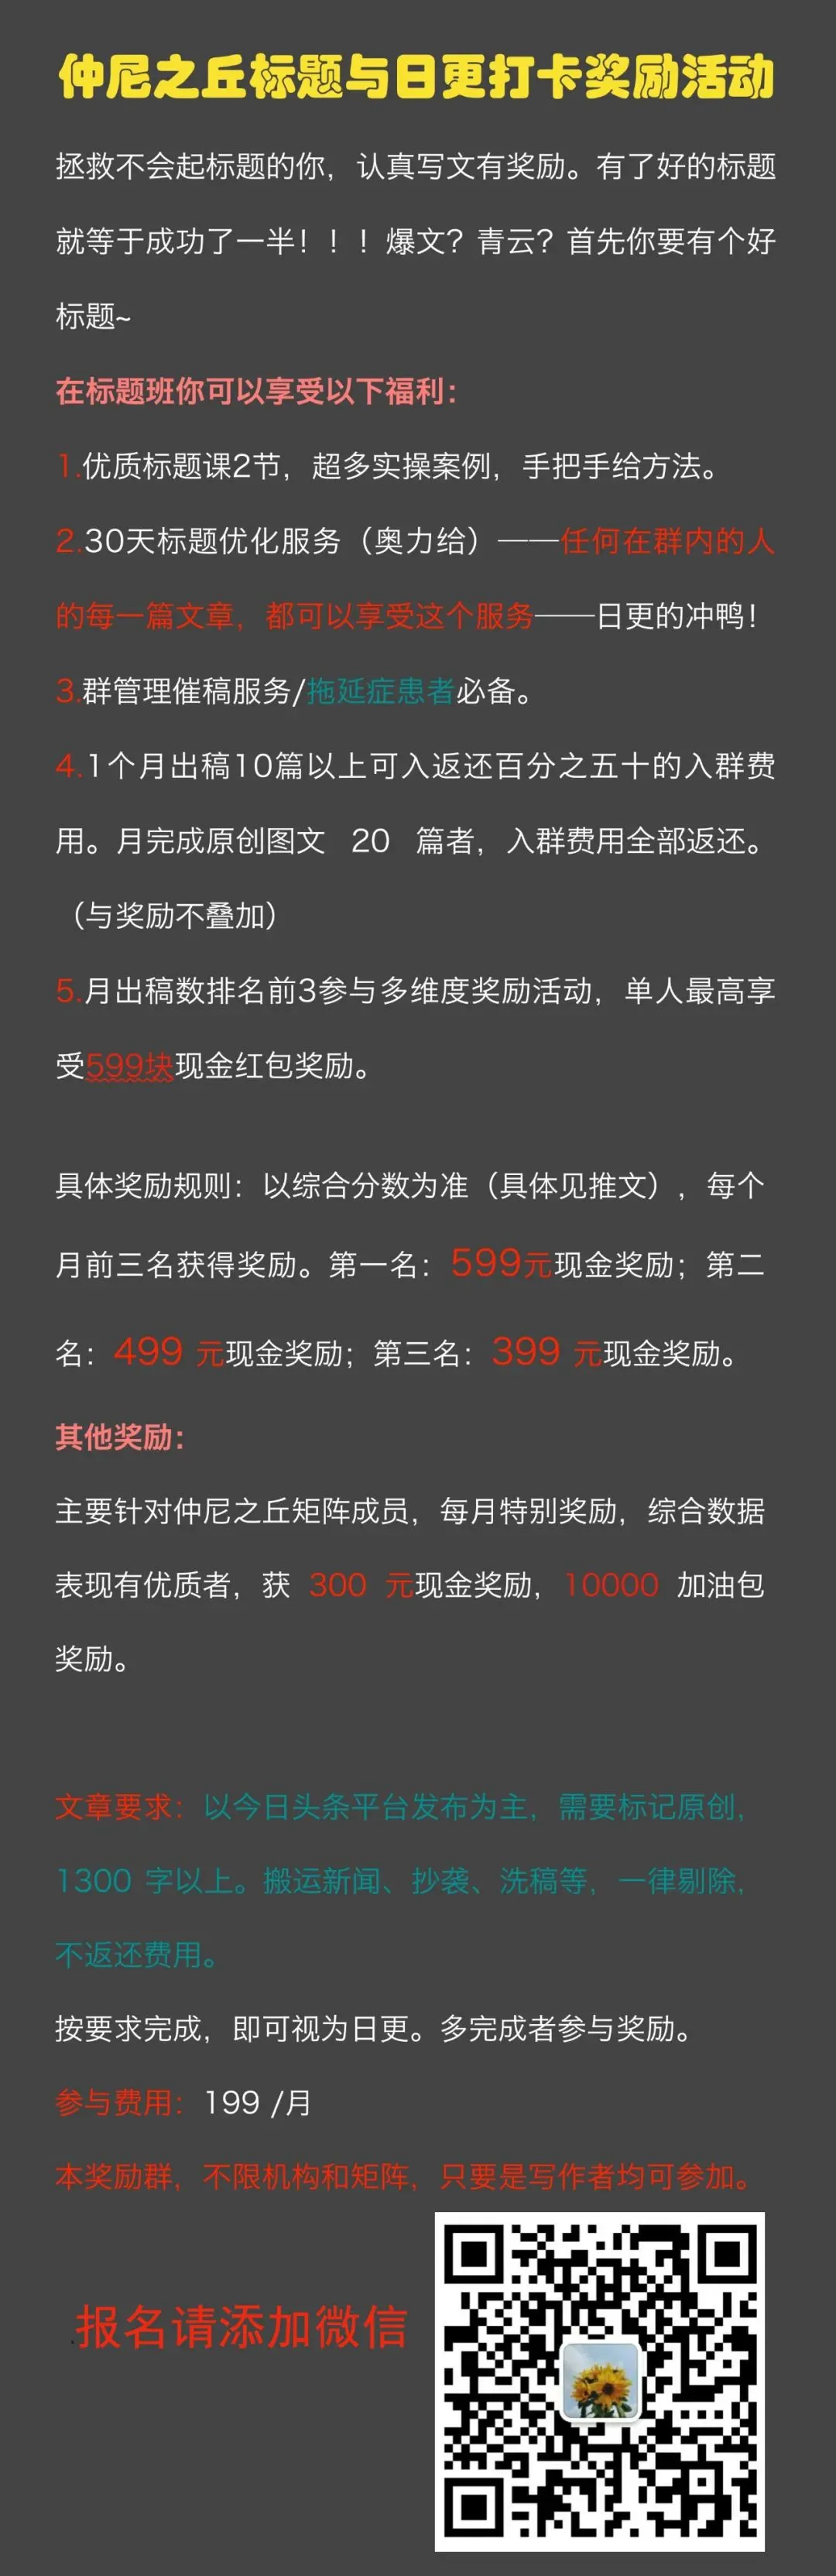 仲尼之丘标题与日更打卡奖励活动
拯救不会起标题的你，认真写文有奖励。有了好的标题
就等于成功了一半！！！爆文？青云？首先你要有个好
标题~
在标题班你可以享受以下福利：
1.优质标题课2节，超多实操案例，手把手给方法。
2.30天标题优化服务（奥力给）——任何在群内的人
的每一篇文章，都可以享受这个服务——日更的冲鸭！
3.群管理催稿服务/拖延症患者必备。
4.1个月出稿10篇以上可入返还百分之五十的入群费
用。月完成原创图文 20 篇者，入群费用全部返还。
（与奖励不叠加）
5.月出稿数排名前3参与多维度奖励活动，单人最高享
受599块现金红包奖励。
具体奖励规则：以综合分数为准（具体见推文），每个
月前三名获得奖励。第一名：599元现金奖励；第二
名：499 元现金奖励；第三名：399 元现金奖励。
其他奖励：
主要针对仲尼之丘矩阵成员，每月特别奖励，综合数据
表现有优质者，获 300 元现金奖励，10000 加油包
奖励。
文章要求：以今日头条平台发布为主，需要标记原创，
1300 字以上。搬运新闻、抄袭、洗稿等，一律剔除，
不返还费用。
按要求完成，即可视为日更。多完成者参与奖励。
参与费用：199 /月
本奖励群，不限机构和矩阵，只要是写作者均可参加。
.报名请添加微信